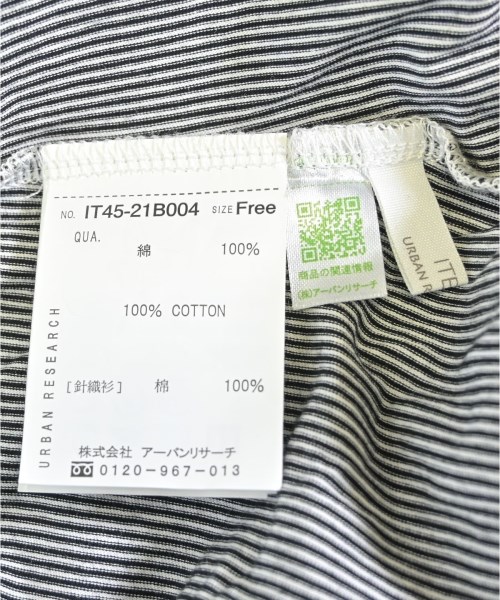 NO. IT45-21B004 SIZE Free
QUA.
綿 100%
100% COTTON
[針織衫] 棉 100%
URBAN RESEARCH
株式会社 アーバンリサーチ
0120-967-013
商品の関連情報
(株)アーバンリサーチ
ITE
URBAN R